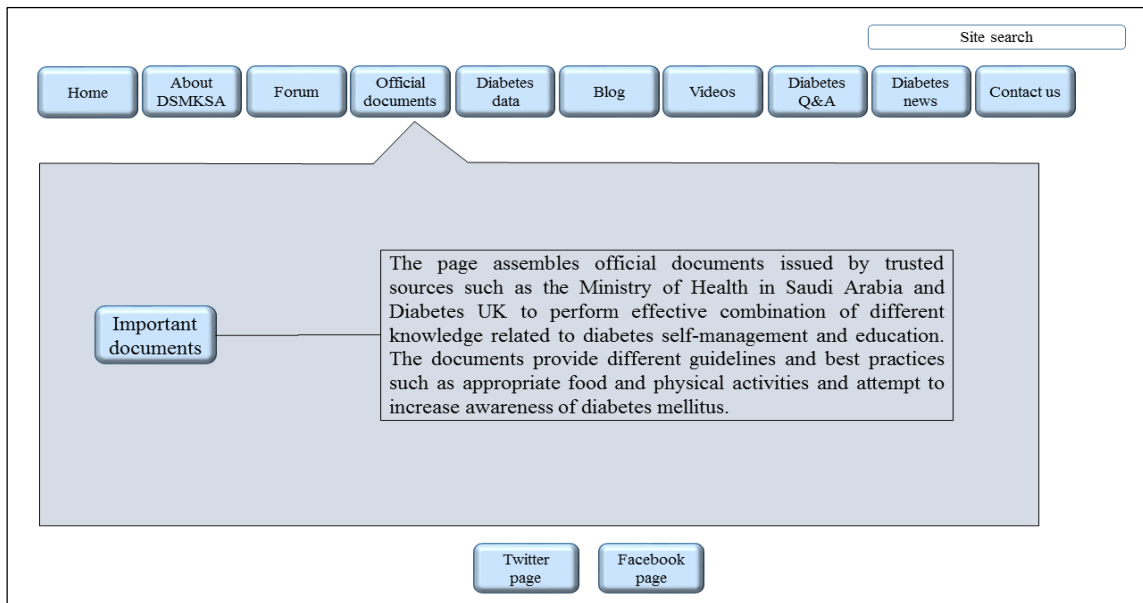 Site search
Home
About
DSMKSA
Forum
Official
documents
Diabetes
data
Blog
Videos
Diabetes
Q&A
Diabetes
news
Contact us
Important
documents
The page assembles official documents issued by trusted
sources such as the Ministry of Health in Saudi Arabia and
Diabetes UK to perform effective combination of different
knowledge related to diabetes self-management and education.
The documents provide different guidelines and best practices
such as appropriate food and physical activities and attempt to
increase awareness of diabetes mellitus.
Twitter
page
Facebook
page